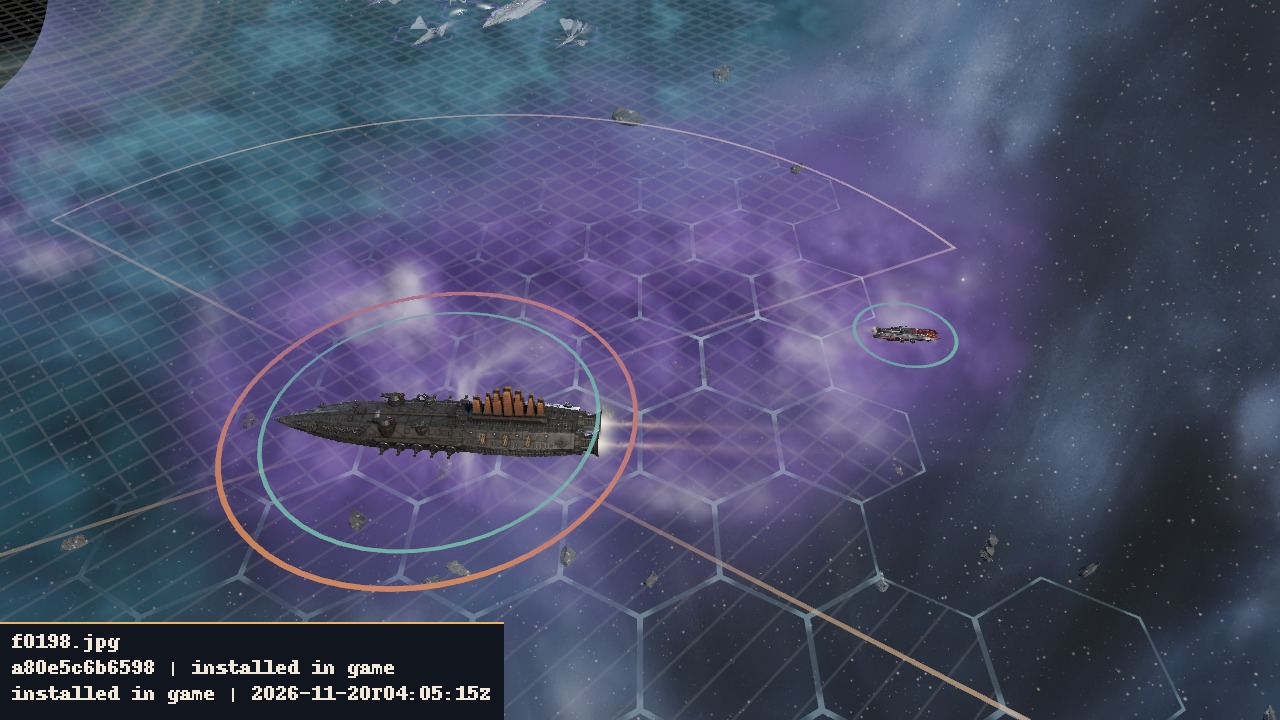 f0198.jpg
a80e5c6b6598 | installed in game
installed in game | 2026-11-20T04:05:15Z